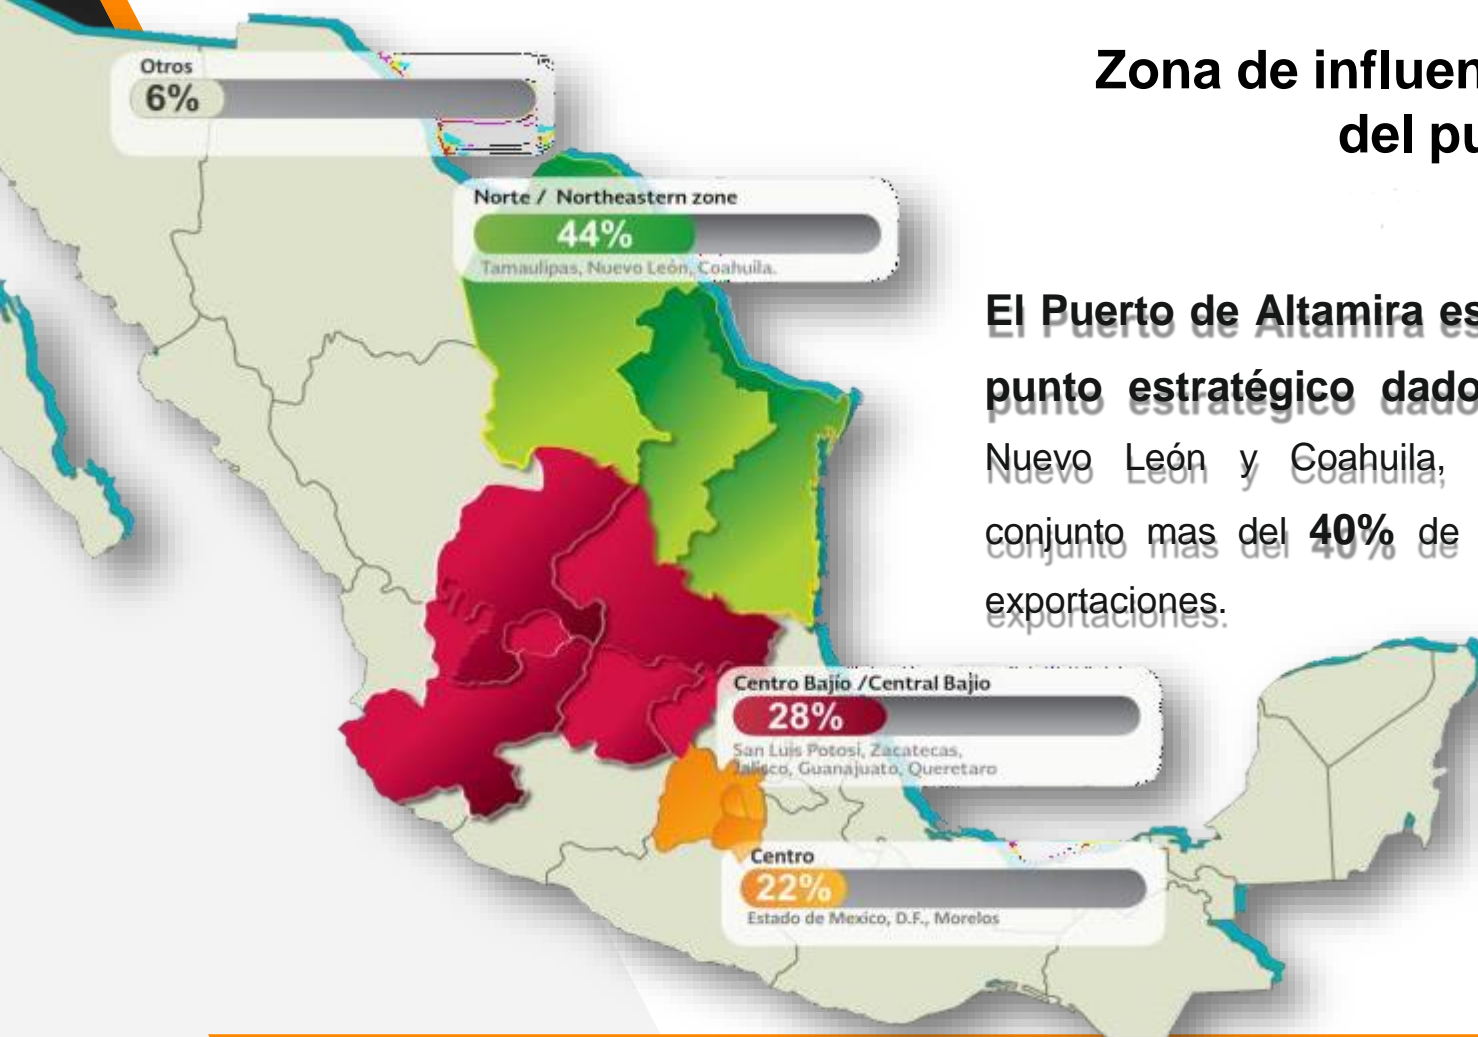 Zona de influen
del pu
Otros
6%
Norte / Northeastern zone
44%
Tamaulipas, Nuevo León, Coahuila.
El Puerto de Altamira es
punto estratégico dado
Nuevo León y Coahuila,
conjunto mas del 40% de
exportaciones.
Centro Bajío /Central Bajio
28%
San Luis Potosi, Zacatecas,
Jalisco, Guanajuato, Queretaro
Centro
22%
Estado de Mexico, D.F., Morelos